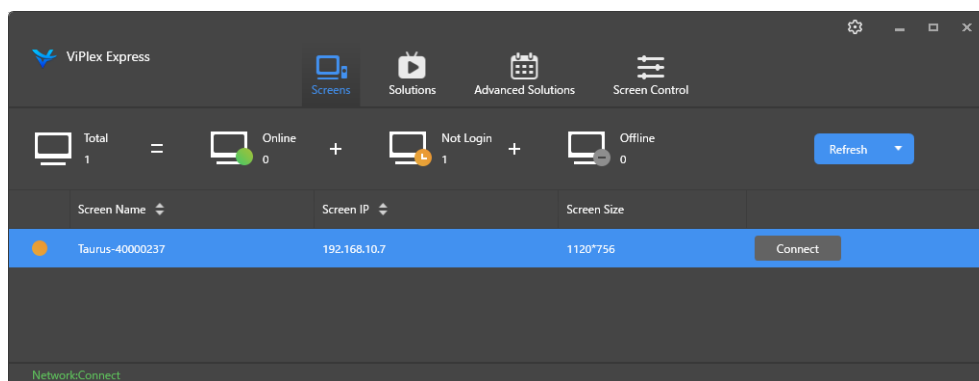 ViPlex Express
Screens Solutions Advanced Solutions Screen Control
Total Online Not Login Offline
1 = 0 + 1 + 0
Refresh
Screen Name Screen IP Screen Size
Taurus-40000237 192.168.10.7 1120*756 Connect
Network:Connect